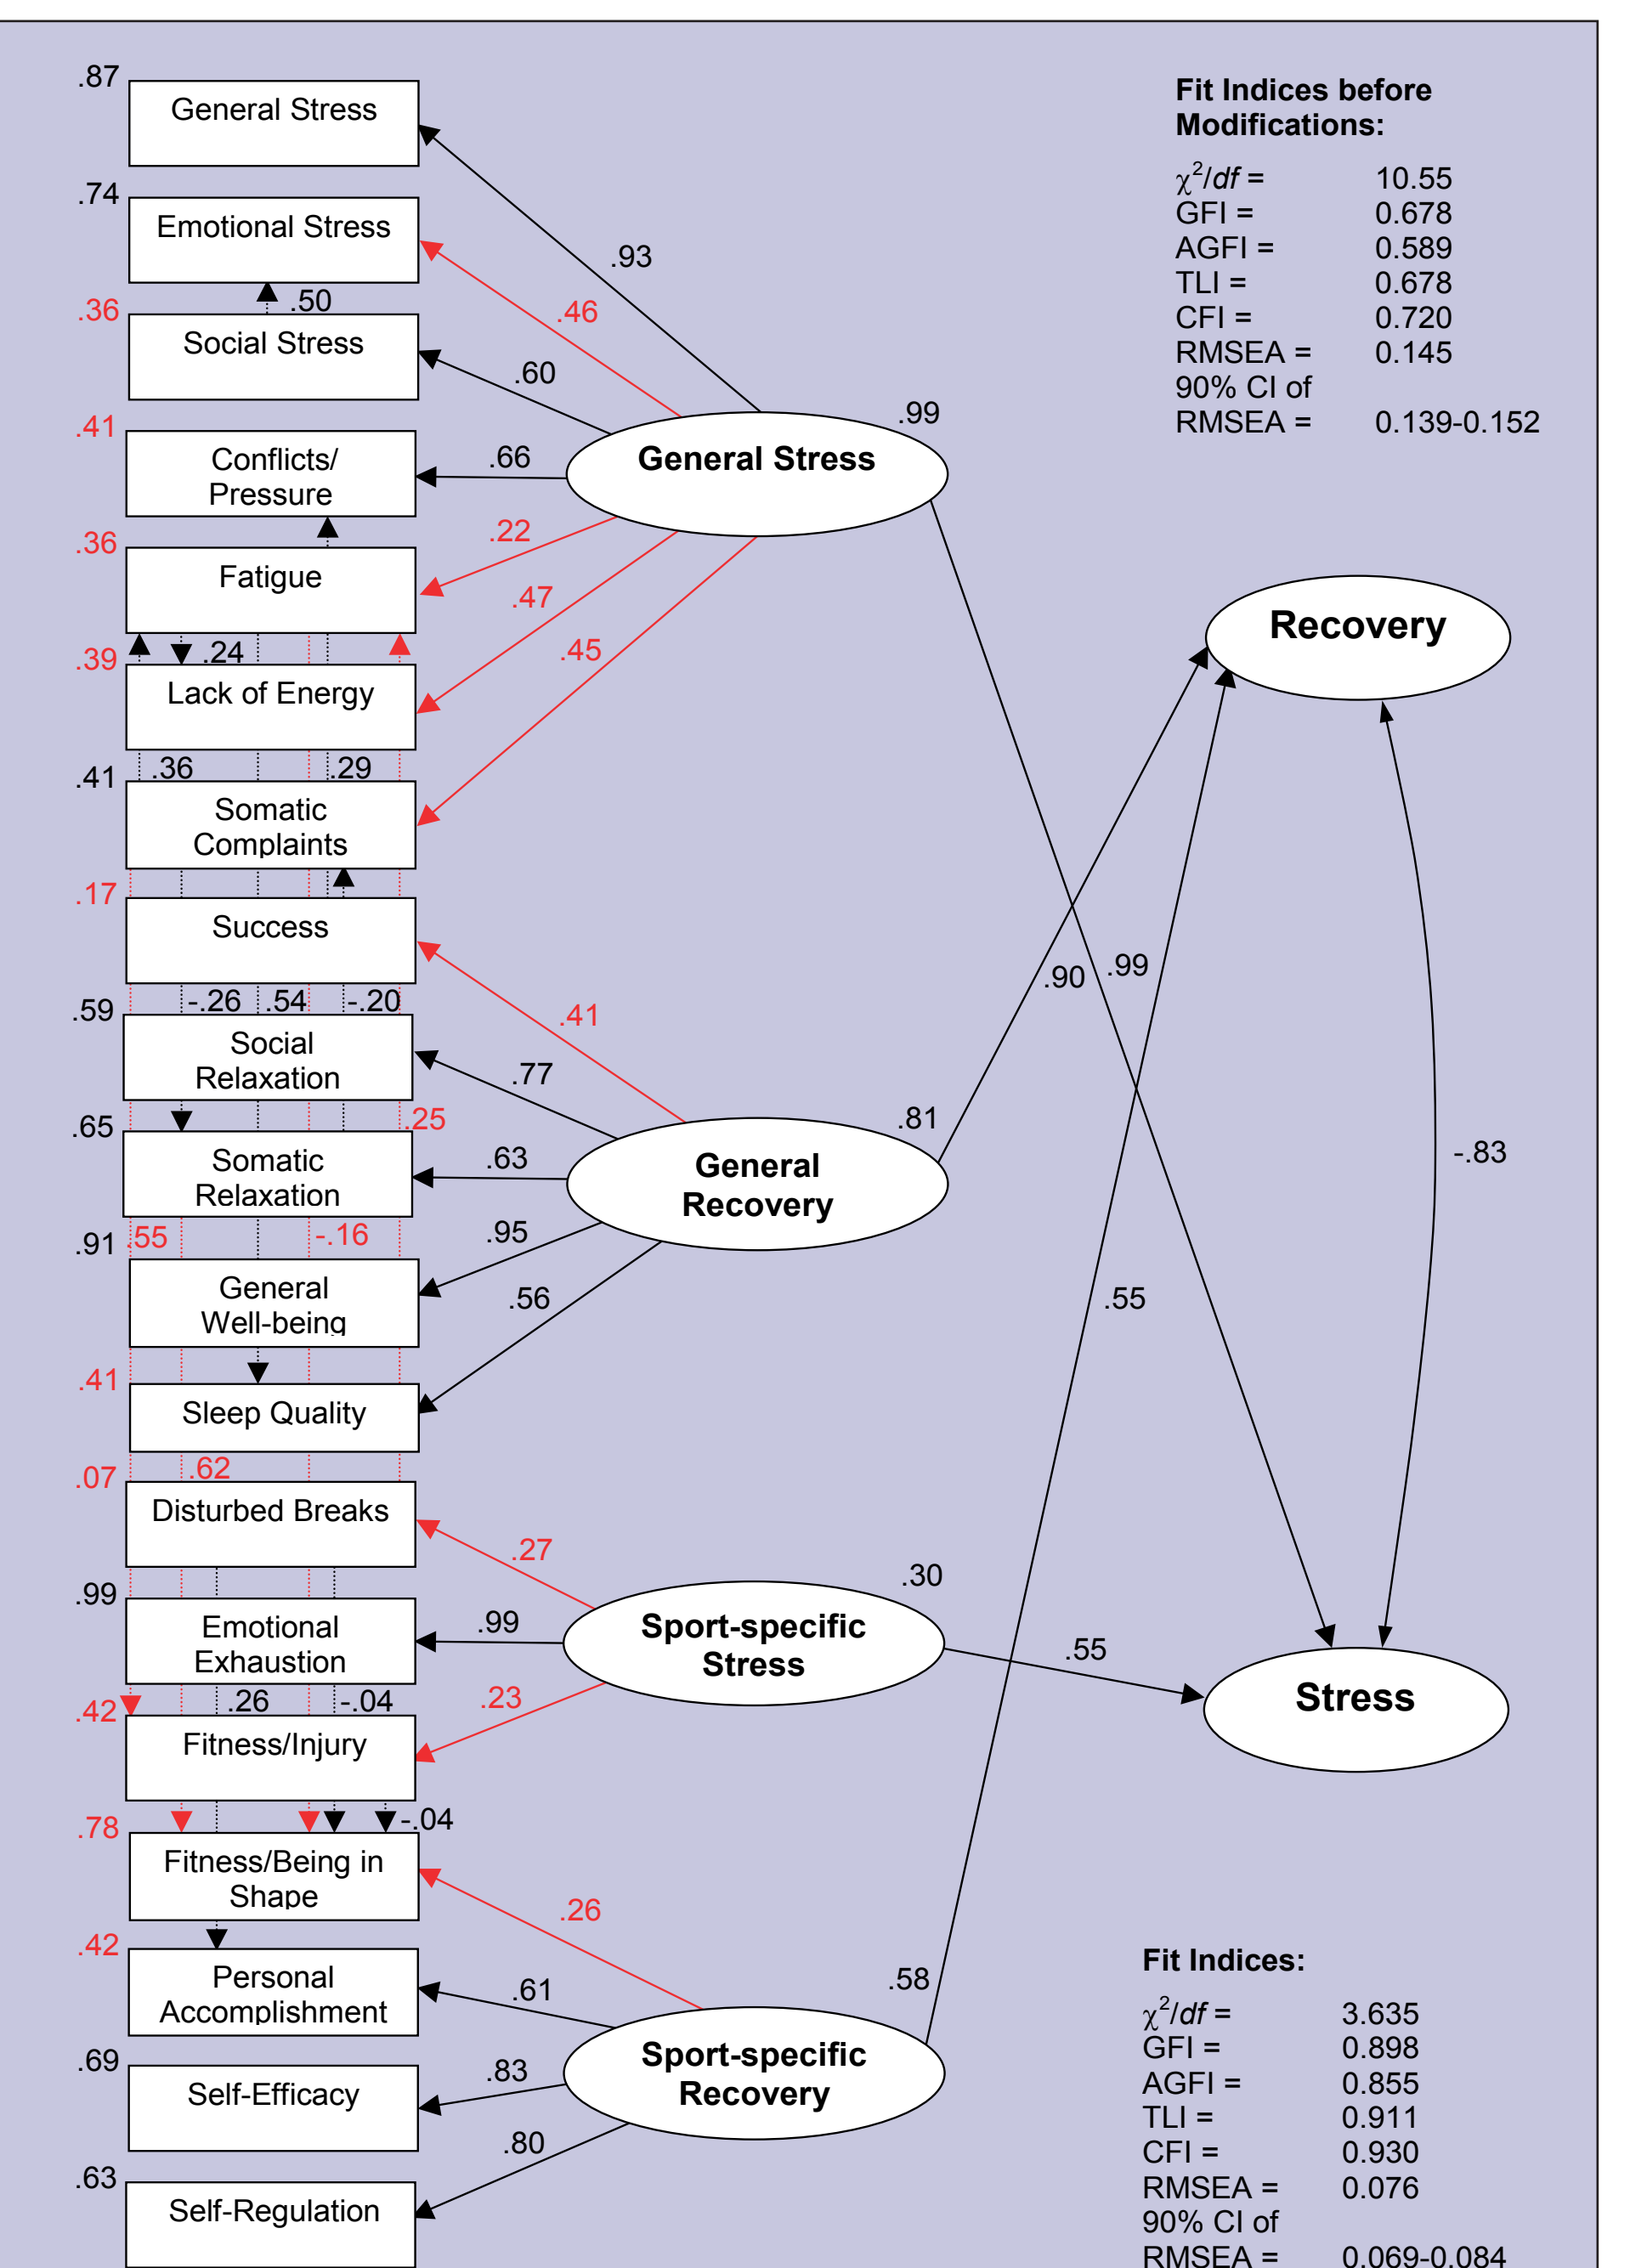 .87
General Stress
.74
Emotional Stress
.50
.36
Social Stress
.41
Conflicts/
Pressure
.36
Fatigue
.24
.39
Lack of Energy
.36
.29
.41
Somatic
Complaints
.17
Success
-.26
.54
-.20
.59
Social
Relaxation
.25
.65
Somatic
Relaxation
.55
-.16
.91
General
Well-being
.41
Sleep Quality
.62
.07
Disturbed Breaks
.99
Emotional
Exhaustion
.26
-.04
.42
Fitness/Injury
-.04
.78
Fitness/Being in
Shape
.42
Personal
Accomplishment
.69
Self-Efficacy
.63
Self-Regulation
.93
.46
.60
.66
.22
.47
.45
.99
General Stress
.41
.77
.63
.95
.56
.81
General
Recovery
.27
.99
.23
.30
Sport-specific
Stress
.26
.61
.83
.80
.58
Sport-specific
Recovery
.90
.99
.55
.55
-.83
Recovery
Stress
Fit Indices before
Modifications:
χ2/df = 10.55
GFI = 0.678
AGFI = 0.589
TLI = 0.678
CFI = 0.720
RMSEA = 0.145
90% CI of
RMSEA = 0.139-0.152
Fit Indices:
χ2/df = 3.635
GFI = 0.898
AGFI = 0.855
TLI = 0.911
CFI = 0.930
RMSEA = 0.076
90% CI of
RMSEA = 0.069-0.084